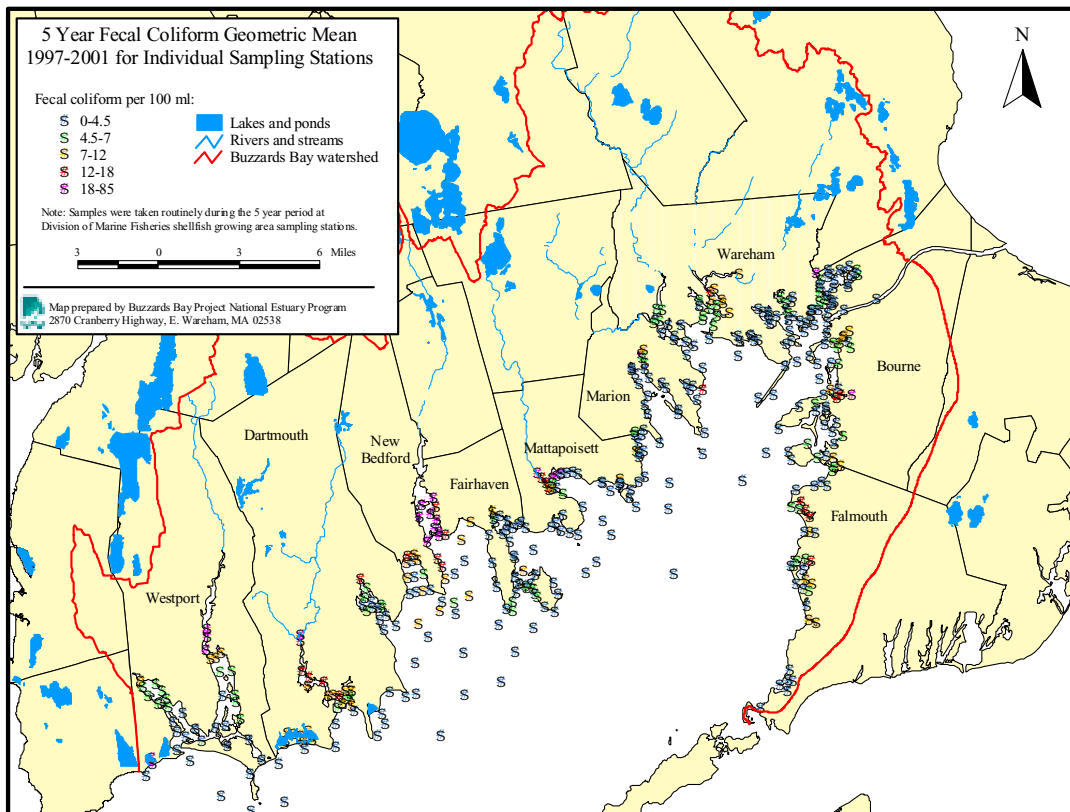 5 Year Fecal Coliform Geometric Mean
1997-2001 for Individual Sampling Stations
Fecal coliform per 100 ml:
S 0-4.5
S 4.5-7
S 7-12
S 12-18
S 18-85
Lakes and ponds
Rivers and streams
Buzzards Bay watershed
Note: Samples were taken routinely during the 5 year period at
Division of Marine Fisheries shellfish growing area sampling stations.
3 0 3 6 Miles
Map prepared by Buzzards Bay Project National Estuary Program
2870 Cranberry Highway, E. Wareham, MA 02538
N
Wareham
Bourne
Marion
Dartmouth
New
Bedford
Mattapoisett
Fairhaven
Falmouth
Westport